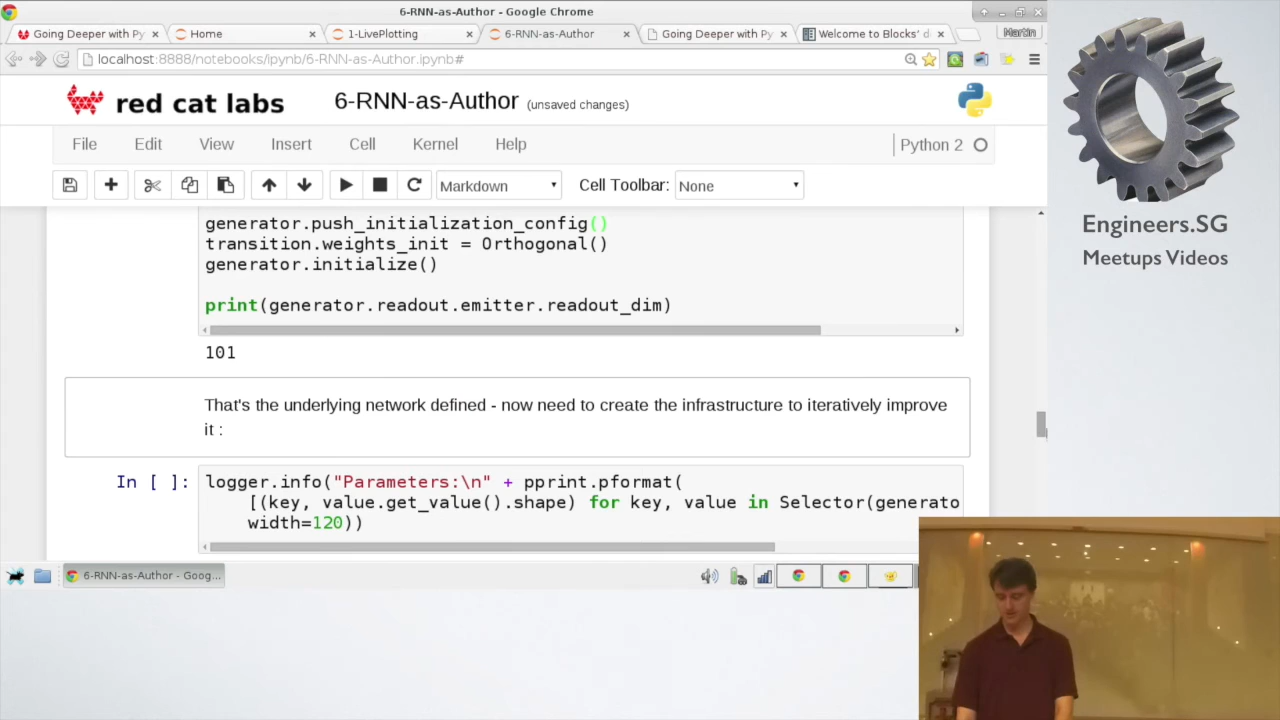 6-RNN-as-Author - Google Chrome
Going Deeper with Py
Home
1-LivePlotting
6-RNN-as-Author
Going Deeper with Py
Welcome to Blocks' d
Martin
localhost:8888/notebooks/ipynb/6-RNN-as-Author.ipynb#
red cat labs
6-RNN-as-Author (unsaved changes)
File Edit View Insert Cell Kernel Help
Python 2
Markdown
Cell Toolbar: None
generator.push_initialization_config()
transition.weights_init = Orthogonal()
generator.initialize()
print(generator.readout.emitter.readout_dim)
101
That's the underlying network defined - now need to create the infrastructure to iteratively improve
it :
In [ ]: logger.info("Parameters:\n" + pprint.pformat(
[(key, value.get_value().shape) for key, value in Selector(generato
width=120))
6-RNN-as-Author - Goog...
Engineers.SG
Meetups Videos